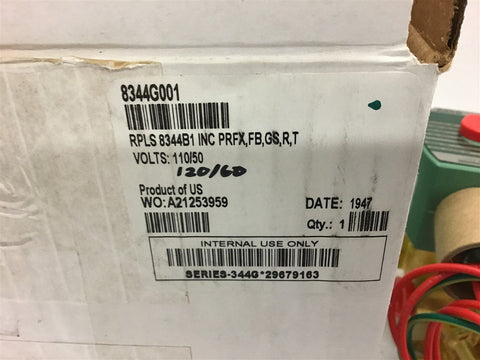 8344G001
RPLS 8344B1 INC PRFX,FB,GS,R,T
VOLTS: 110/50
120/60
Product of US
WO:A21253959
DATE: 1947
Qty.: 1
INTERNAL USE ONLY
SERIES-344G*29679163